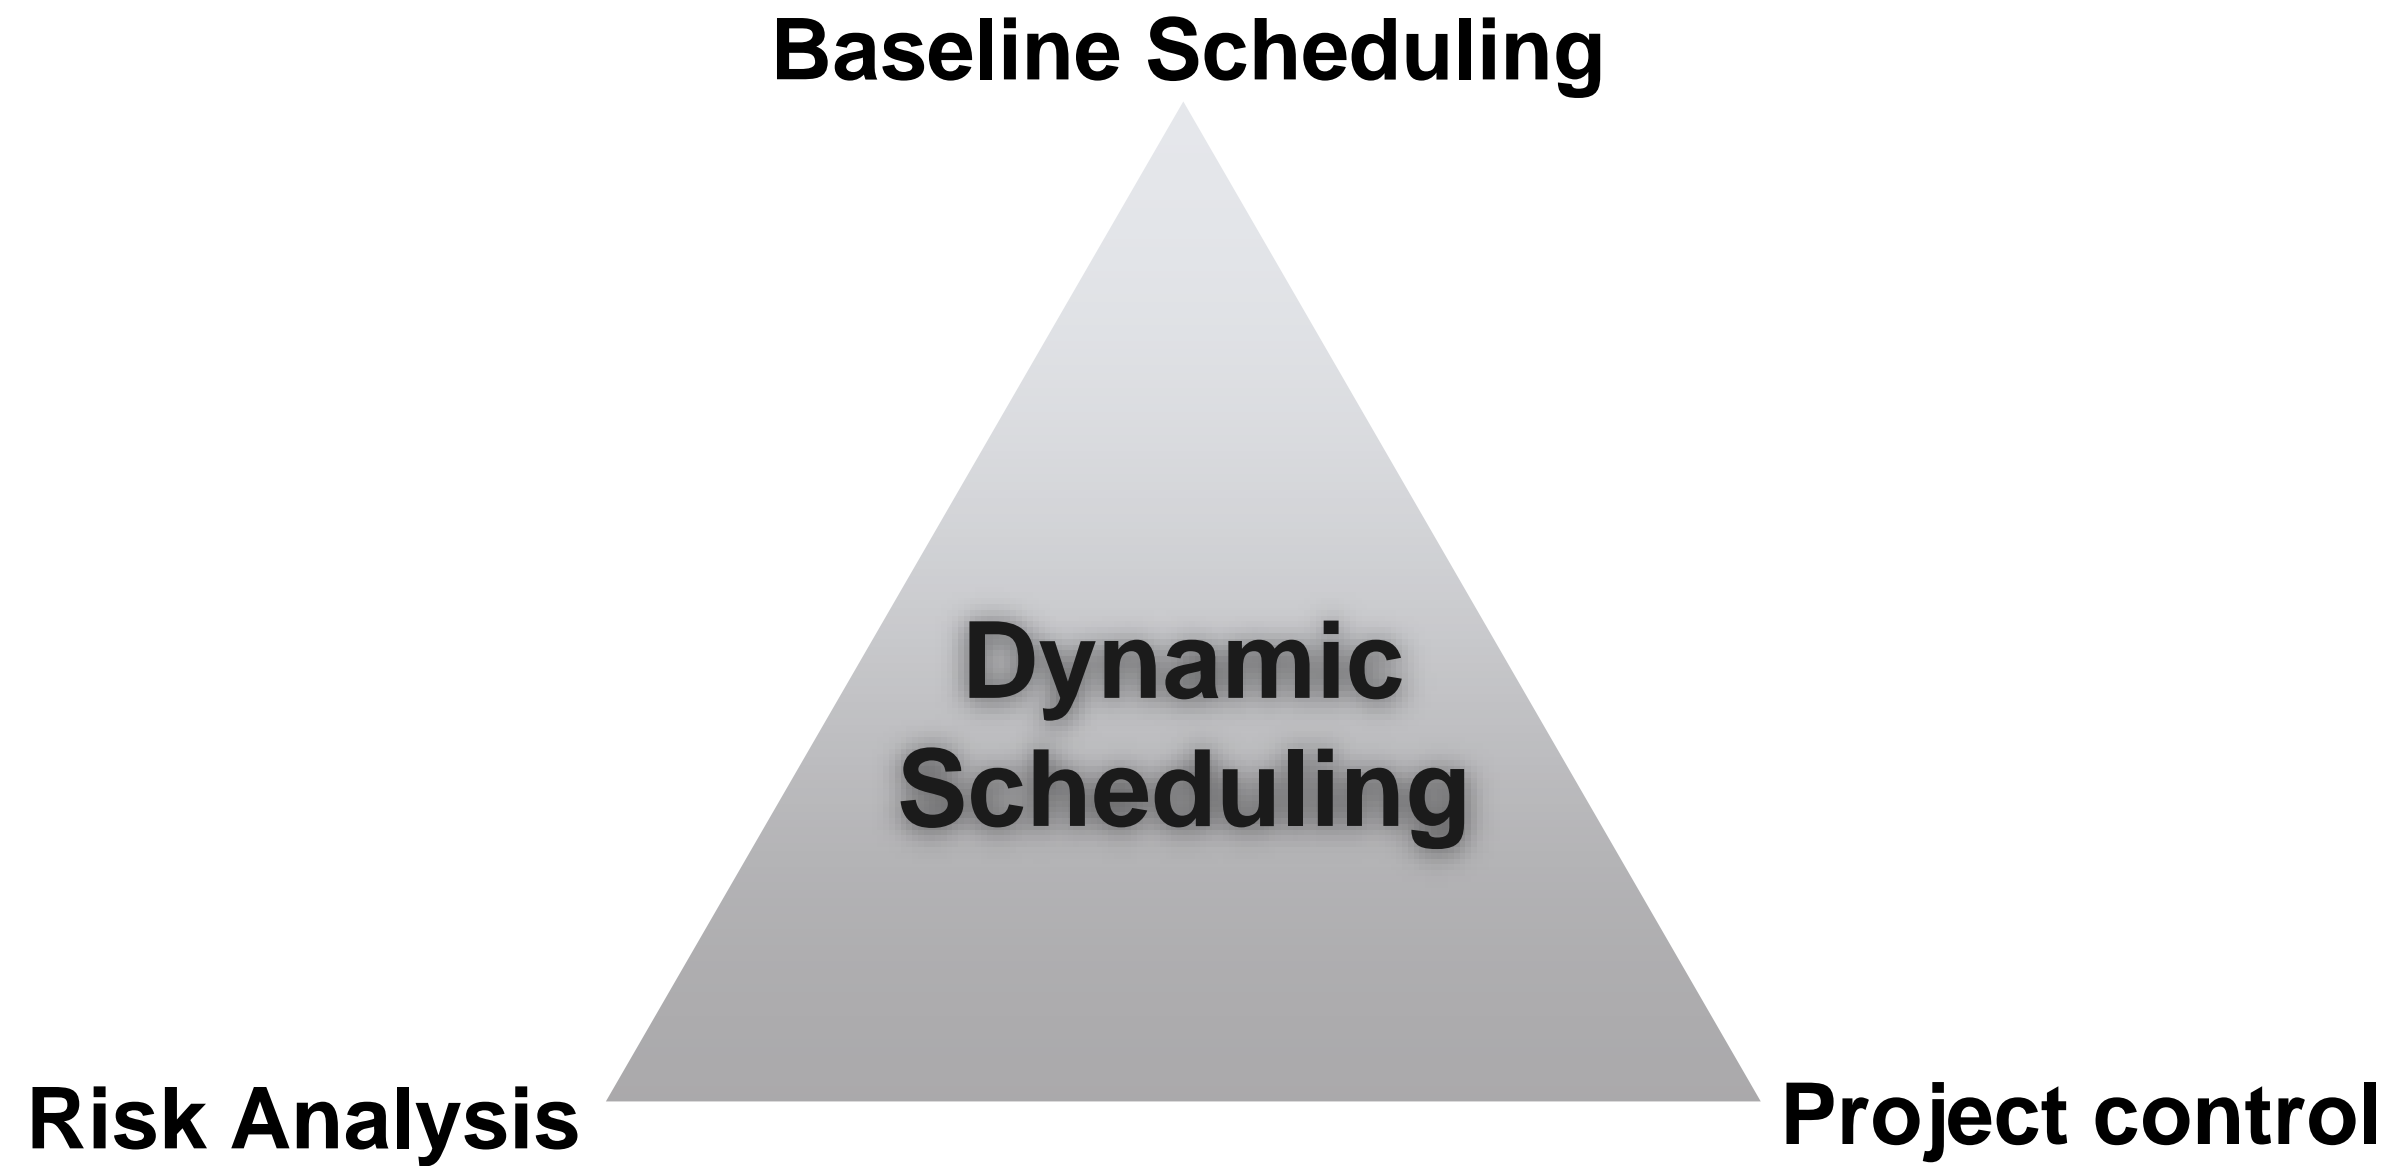 Baseline Scheduling
Dynamic
Scheduling
Risk Analysis
Project control